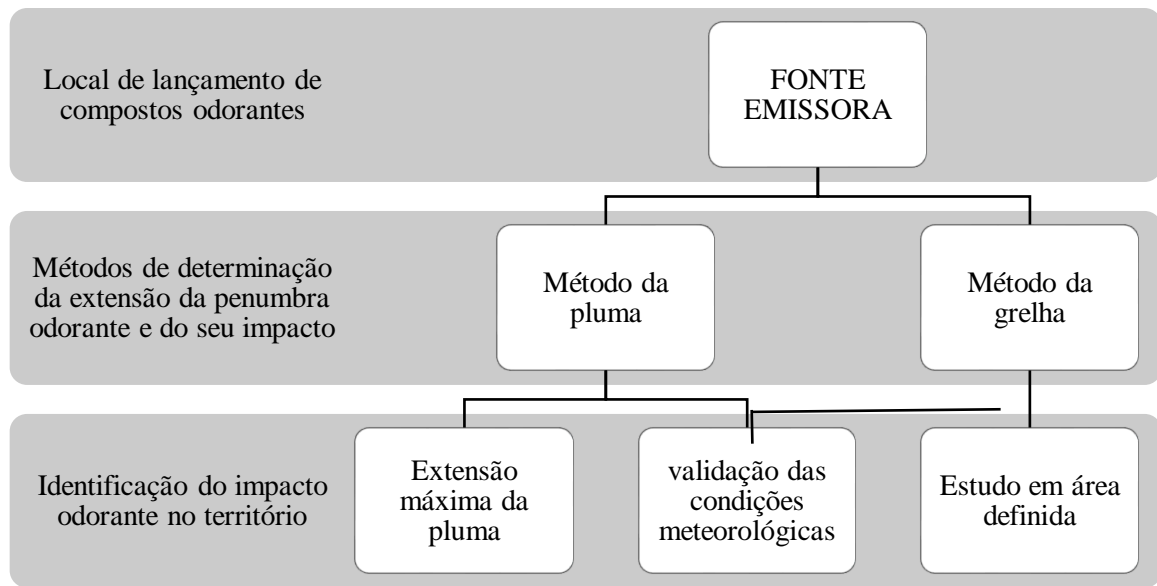 Local de lançamento de
compostos odorantes
FONTE
EMISSORA
Métodos de determinação
da extensão da penumbra
odorante e do seu impacto
Método da
pluma
Método da
grelha
Identificação do impacto
odorante no território
Extensão
máxima da
pluma
validação das
condições
meteorológicas
Estudo em área
definida